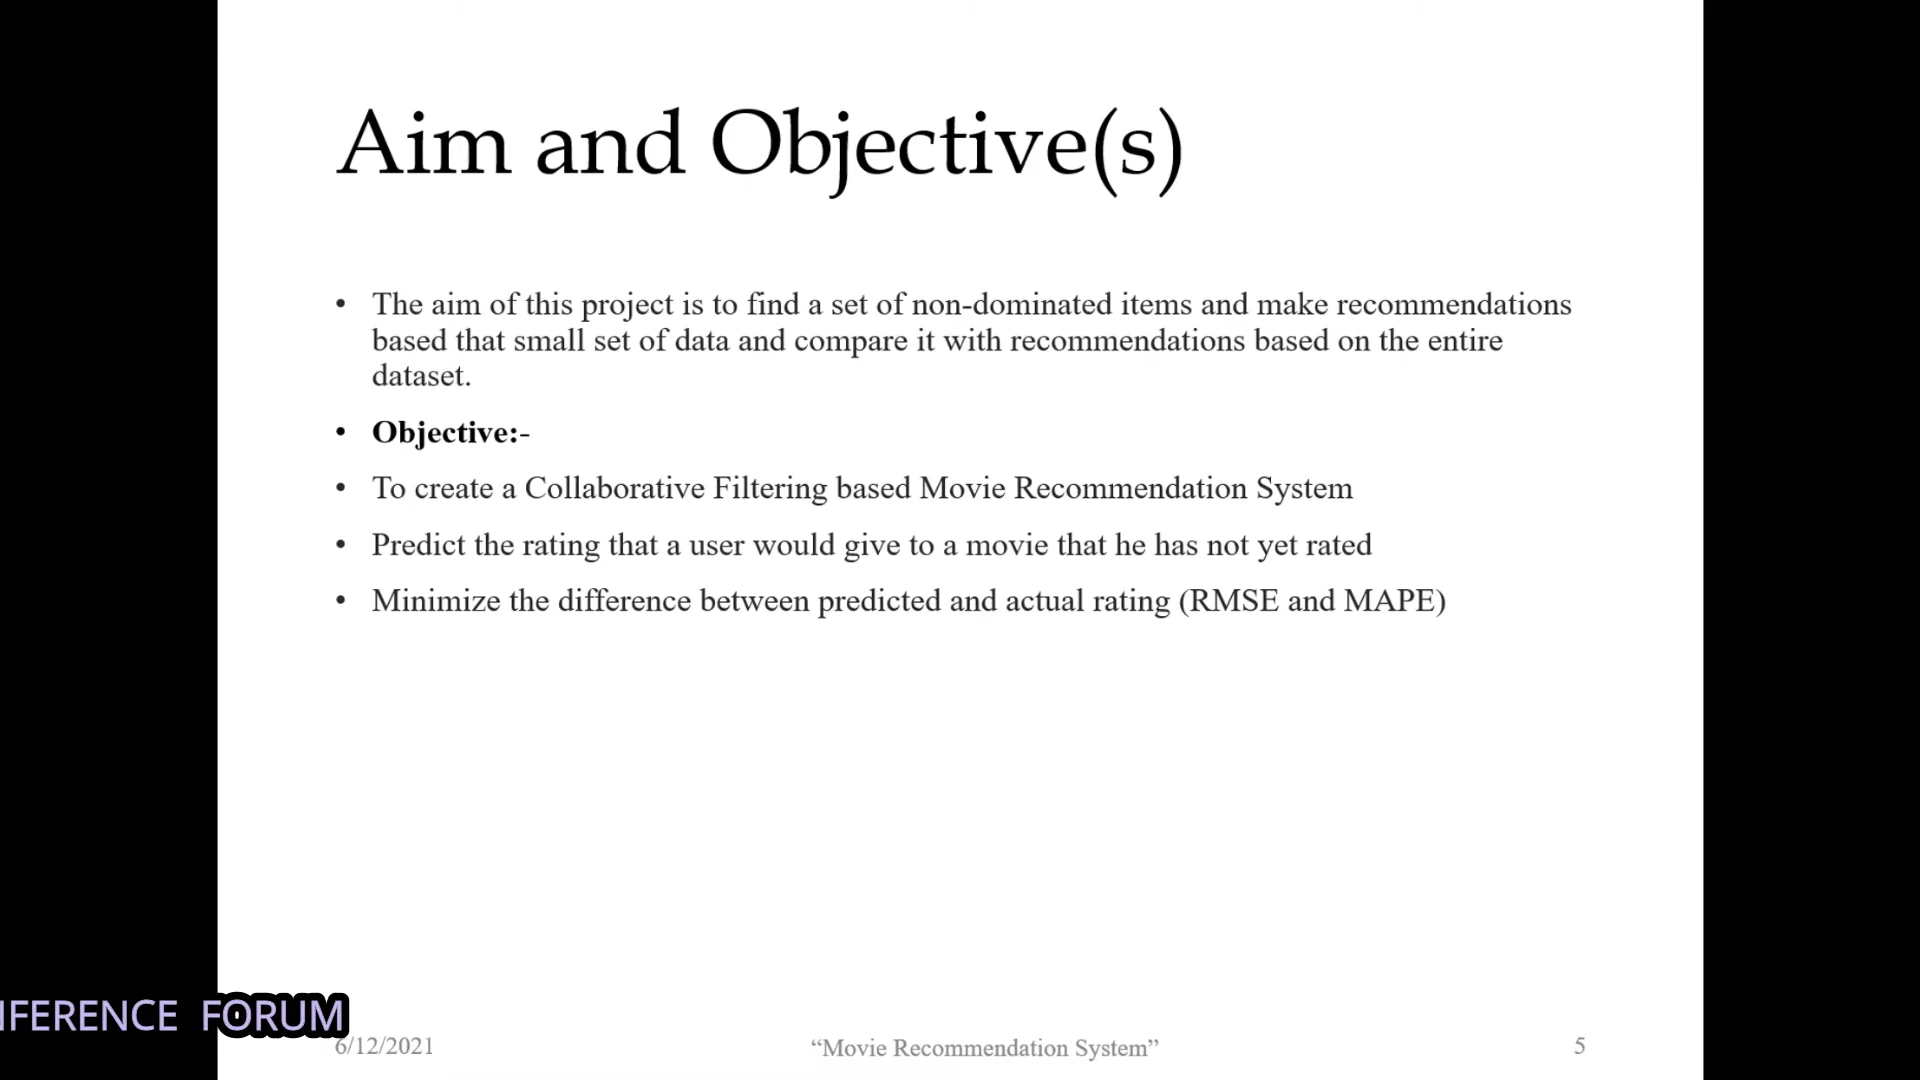 Aim and Objective(s)
• The aim of this project is to find a set of non-dominated items and make recommendations
based that small set of data and compare it with recommendations based on the entire
dataset.
• Objective:-
• To create a Collaborative Filtering based Movie Recommendation System
• Predict the rating that a user would give to a movie that he has not yet rated
• Minimize the difference between predicted and actual rating (RMSE and MAPE)
FORUM
6/12/2021
“Movie Recommendation System”
5